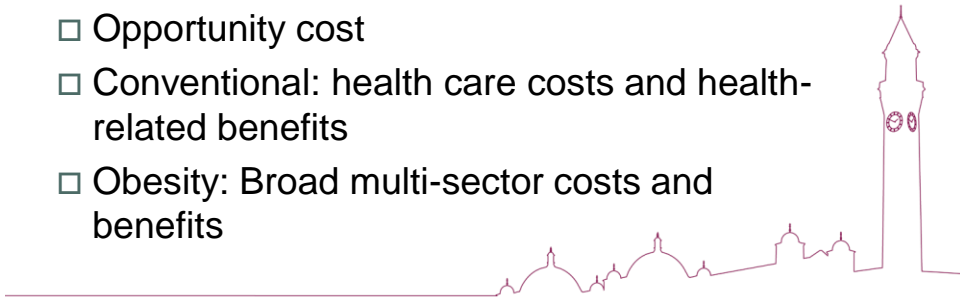 Opportunity cost
Conventional: health care costs and health-
related benefits
Obesity: Broad multi-sector costs and
benefits